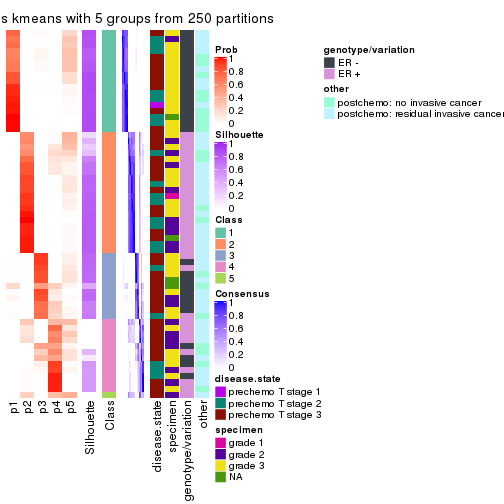 s kmeans with 5 groups from 250 partitions
Prob
1
0.8
0.6
0.4
0.2
0
Silhouette
1
0.8
0.6
0.4
0.2
0
Class
1
2
3
4
5
Consensus
1
0.8
0.6
0.4
0.2
0
disease.state
prechemo T stage 1
prechemo T stage 2
prechemo T stage 3
specimen
grade 1
grade 2
grade 3
NA
genotype/variation
ER -
ER +
other
postchemo: no invasive cancer
postchemo: residual invasive cancer
p1
p2
p3
p4
p5
Silhouette
Class
disease.state
specimen
genotype/variation
other